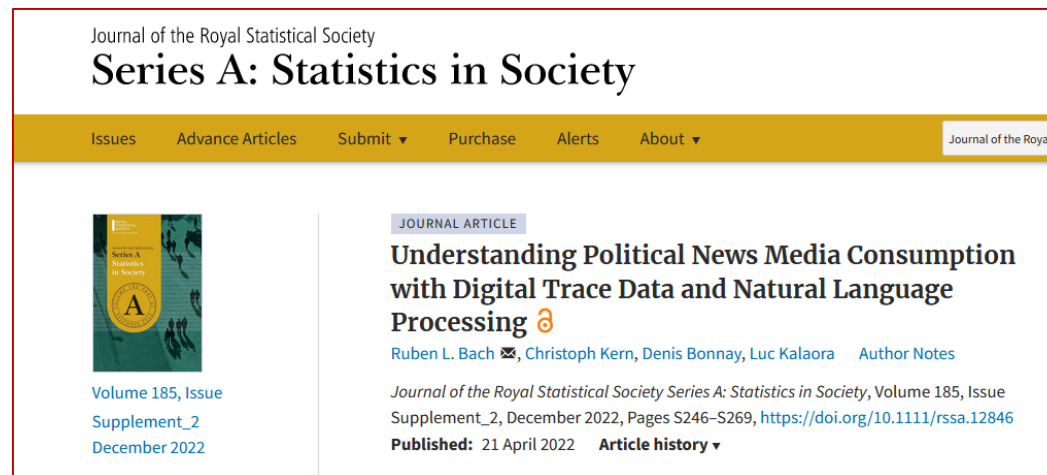 Journal of the Royal Statistical Society
Series A: Statistics in Society
Issues Advance Articles Submit ▼ Purchase Alerts About ▼ Journal of the Roya
Series A
Statistics
in Society
A
Volume 185, Issue
Supplement_2
December 2022
JOURNAL ARTICLE
Understanding Political News Media Consumption
with Digital Trace Data and Natural Language
Processing
Ruben L. Bach, Christoph Kern, Denis Bonnay, Luc Kalaora Author Notes
Journal of the Royal Statistical Society Series A: Statistics in Society, Volume 185, Issue
Supplement_2, December 2022, Pages S246–S269, https://doi.org/10.1111/rssa.12846
Published: 21 April 2022 Article history ▼